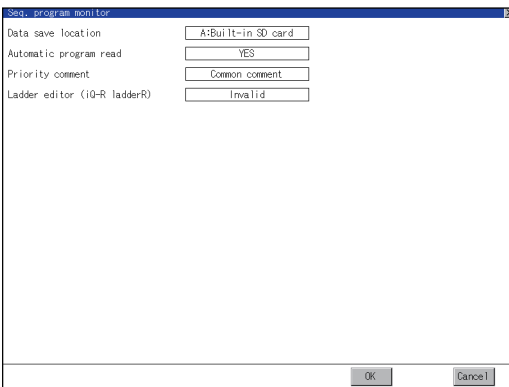 Seq. program monitor
Data save location A:Built-in SD card
Automatic program read YES
Priority comment Common comment
Ladder editor (iQ-R ladderR) Invalid
OK Cancel